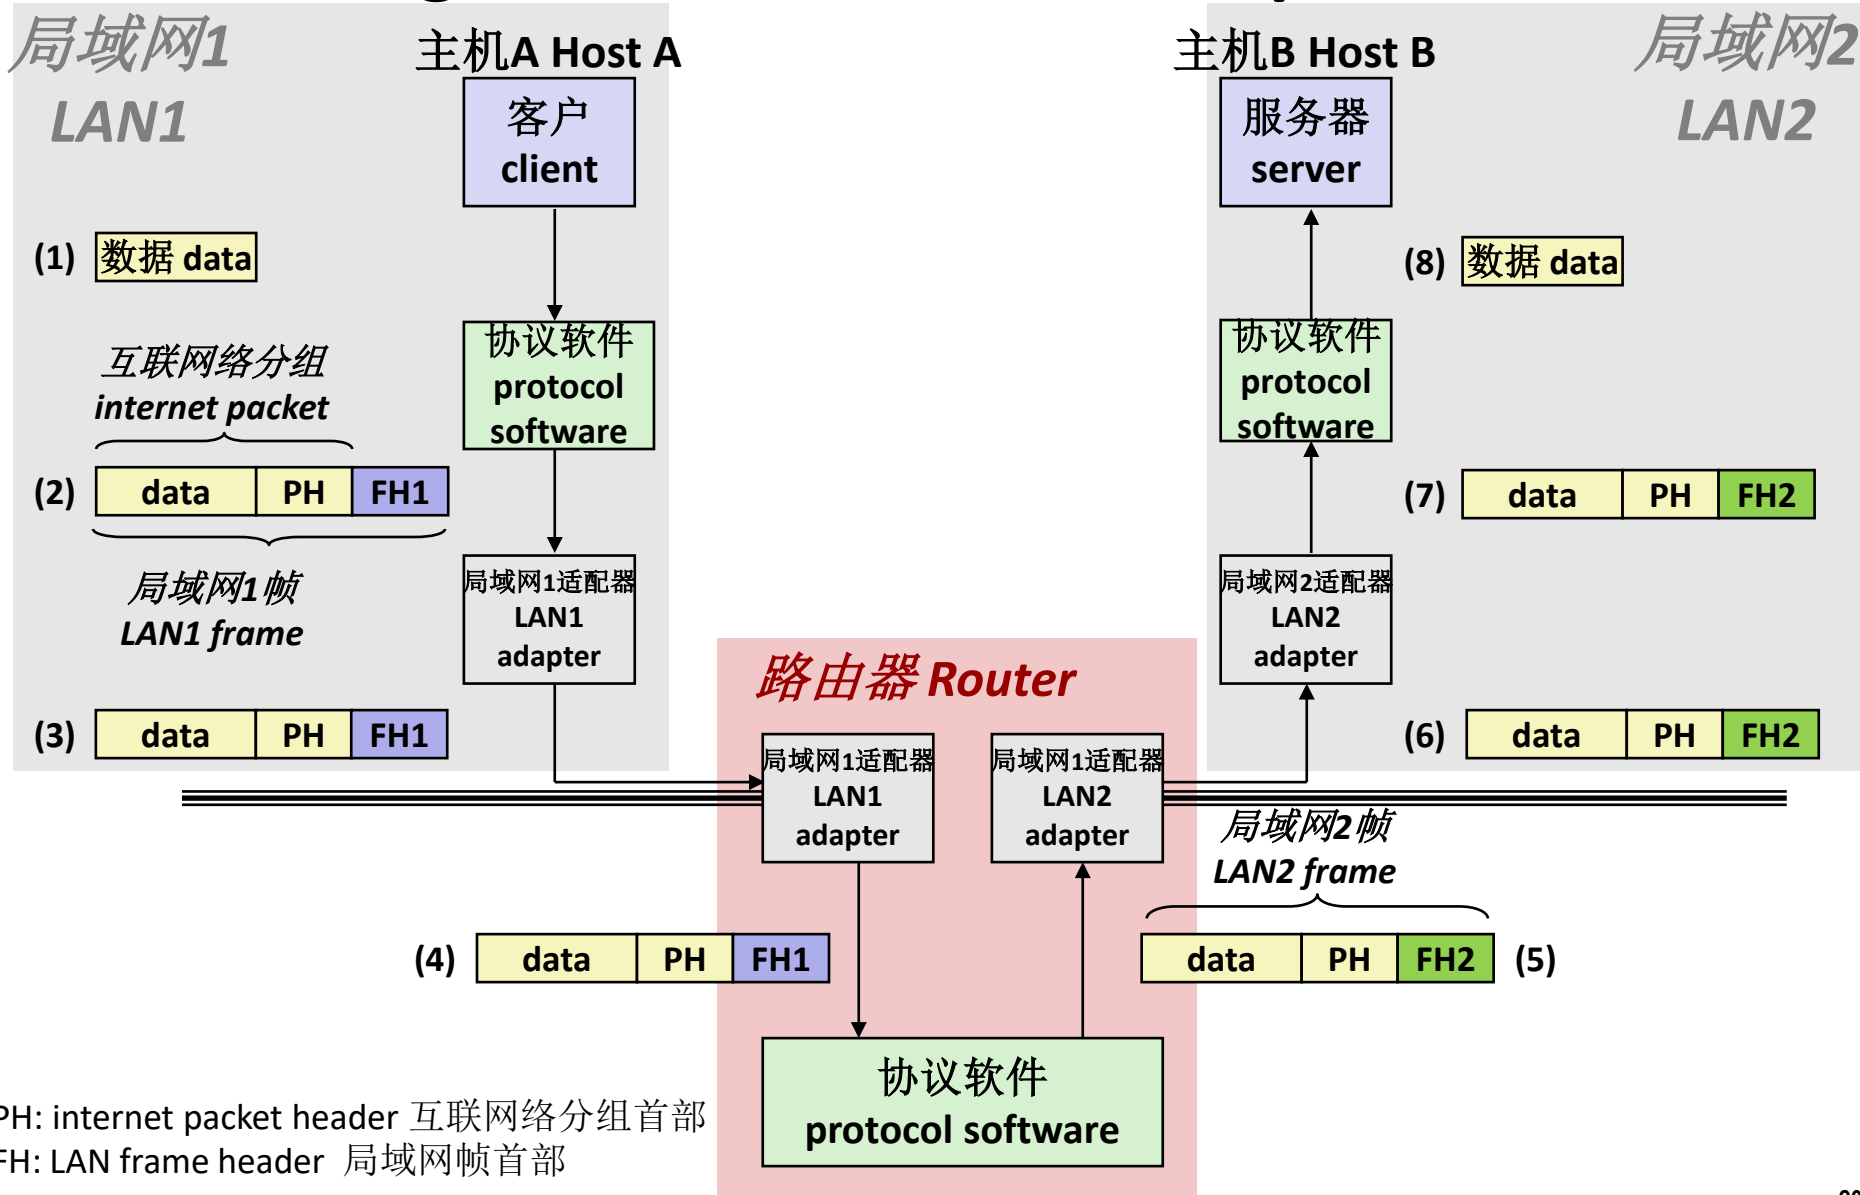 局域网1
LAN1
主机A Host A
客户
client
主机B Host B
服务器
server
局域网2
LAN2
(1) 数据 data
协议软件
protocol
software
互联网络分组
internet packet
(2) data PH FH1
局域网1帧
LAN1 frame
局域网1适配器
LAN1
adapter
(3) data PH FH1
(8) 数据 data
协议软件
protocol
software
(7) data PH FH2
局域网2适配器
LAN2
adapter
(6) data PH FH2
路由器 Router
局域网1适配器
LAN1
adapter
局域网1适配器
LAN2
adapter
局域网2帧
LAN2 frame
(4) data PH FH1
data PH FH2 (5)
协议软件
protocol software
PH: internet packet header 互联网络分组首部
FH: LAN frame header 局域网帧首部